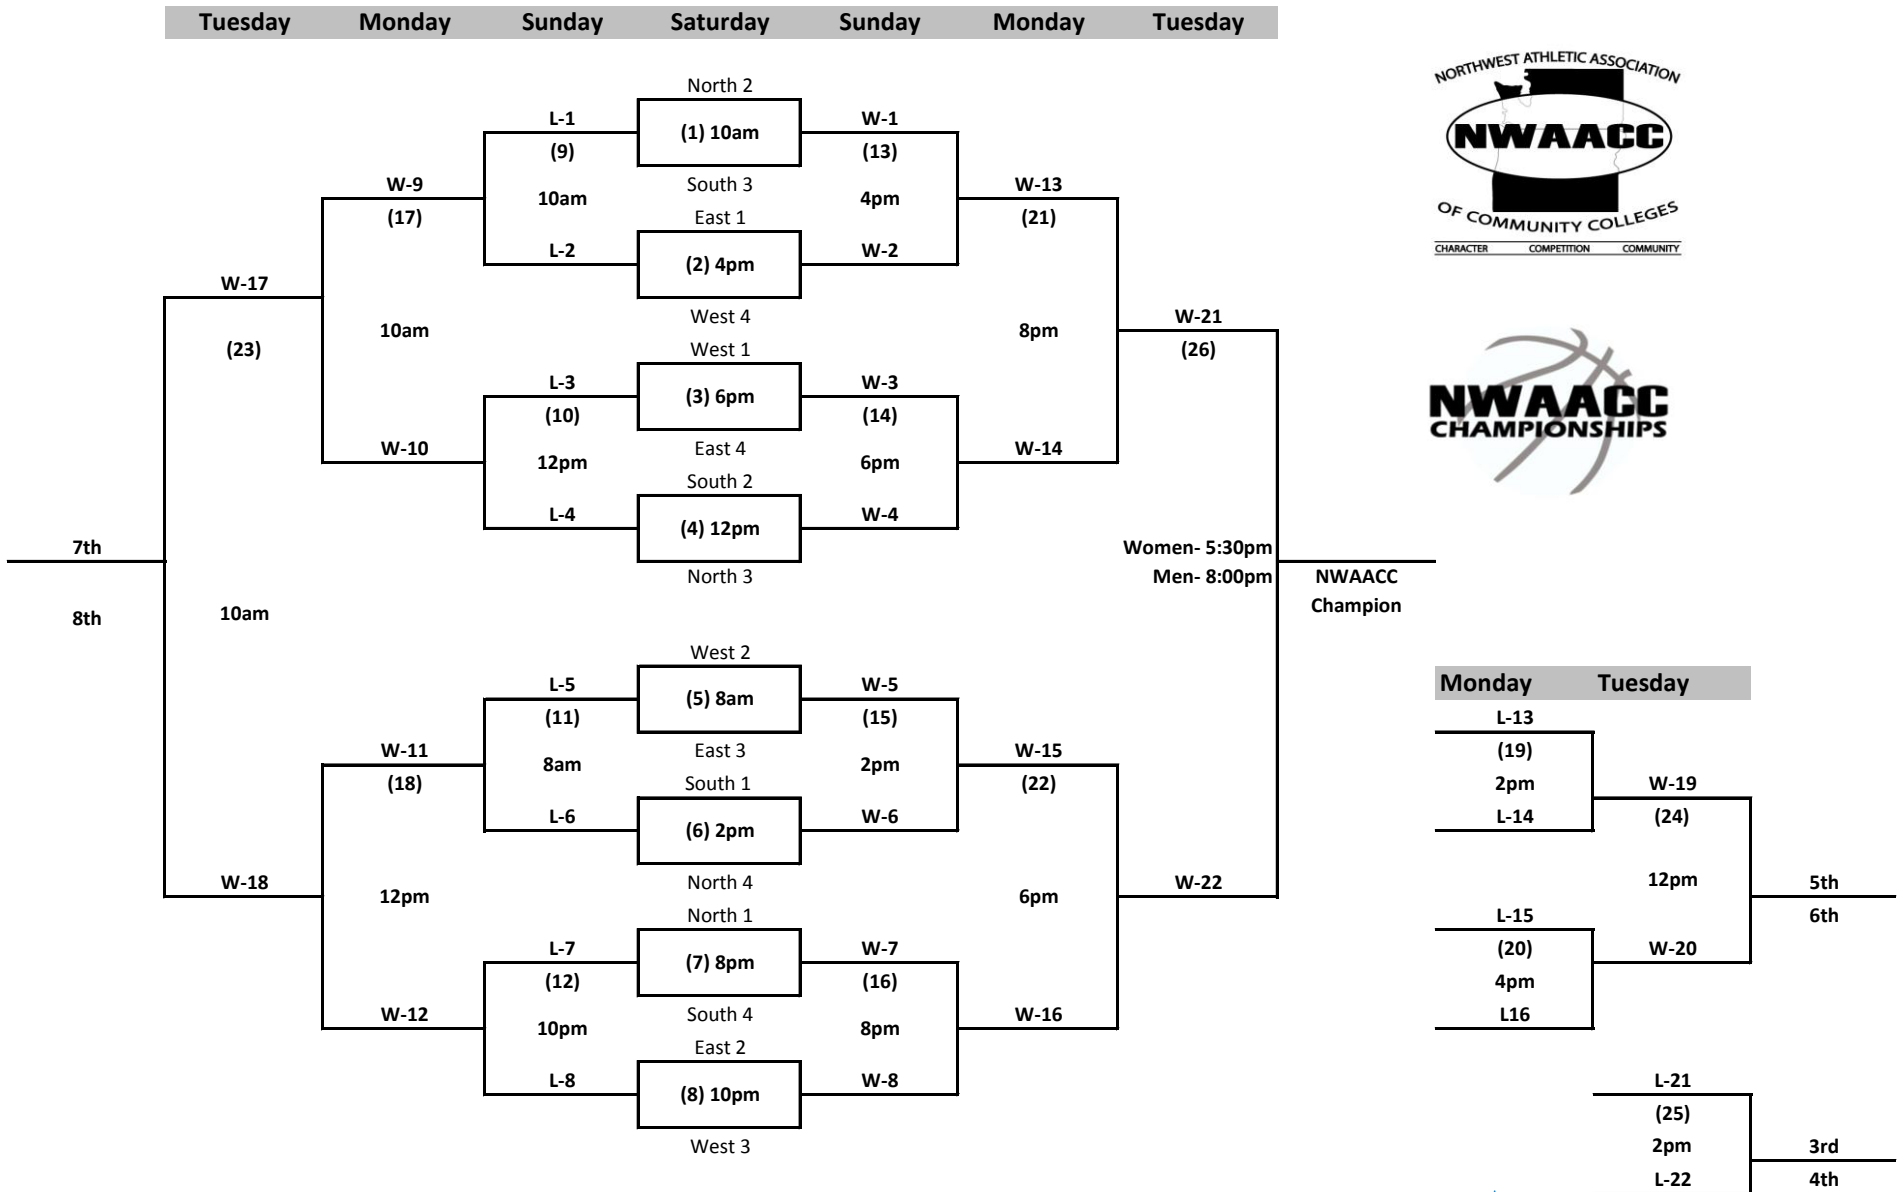 Tuesday Monday Sunday Saturday Sunday Monday Tuesday
NORTHWEST ATHLETIC ASSOCIATION
NWAACC
OF COMMUNITY COLLEGES
CHARACTER COMPETITION COMMUNITY
North 2
L-1 (1) 10am W-1
(9) (13)
W-9 South 3 W-13
10am 4pm
(17) East 1 (21)
L-2 (2) 4pm W-2
W-17
West 4 W-21
10am 8pm
(23) West 1 (26)
L-3 (3) 6pm W-3
(10) (14)
NWAACC
CHAMPIONSHIPS
W-10 East 4 W-14
12pm 6pm
South 2
L-4 (4) 12pm W-4
7th Women- 5:30pm
North 3 Men- 8:00pm NWAACC
Champion
8th 10am
West 2
L-5 (5) 8am W-5
(11) (15)
W-11 East 3 W-15
8am 2pm
(18) South 1 (22)
L-6 (6) 2pm W-6
W-18 North 4 W-22
12pm 6pm
North 1
L-7 (7) 8pm W-7
(12) (16)
W-12 South 4 W-16
10pm 8pm
East 2
L-8 (8) 10pm W-8
West 3
Monday Tuesday
L-13
(19)
2pm W-19
L-14 (24)
12pm 5th
L-15 6th
(20) W-20
4pm
L16
L-21
(25)
2pm 3rd
L-22 4th